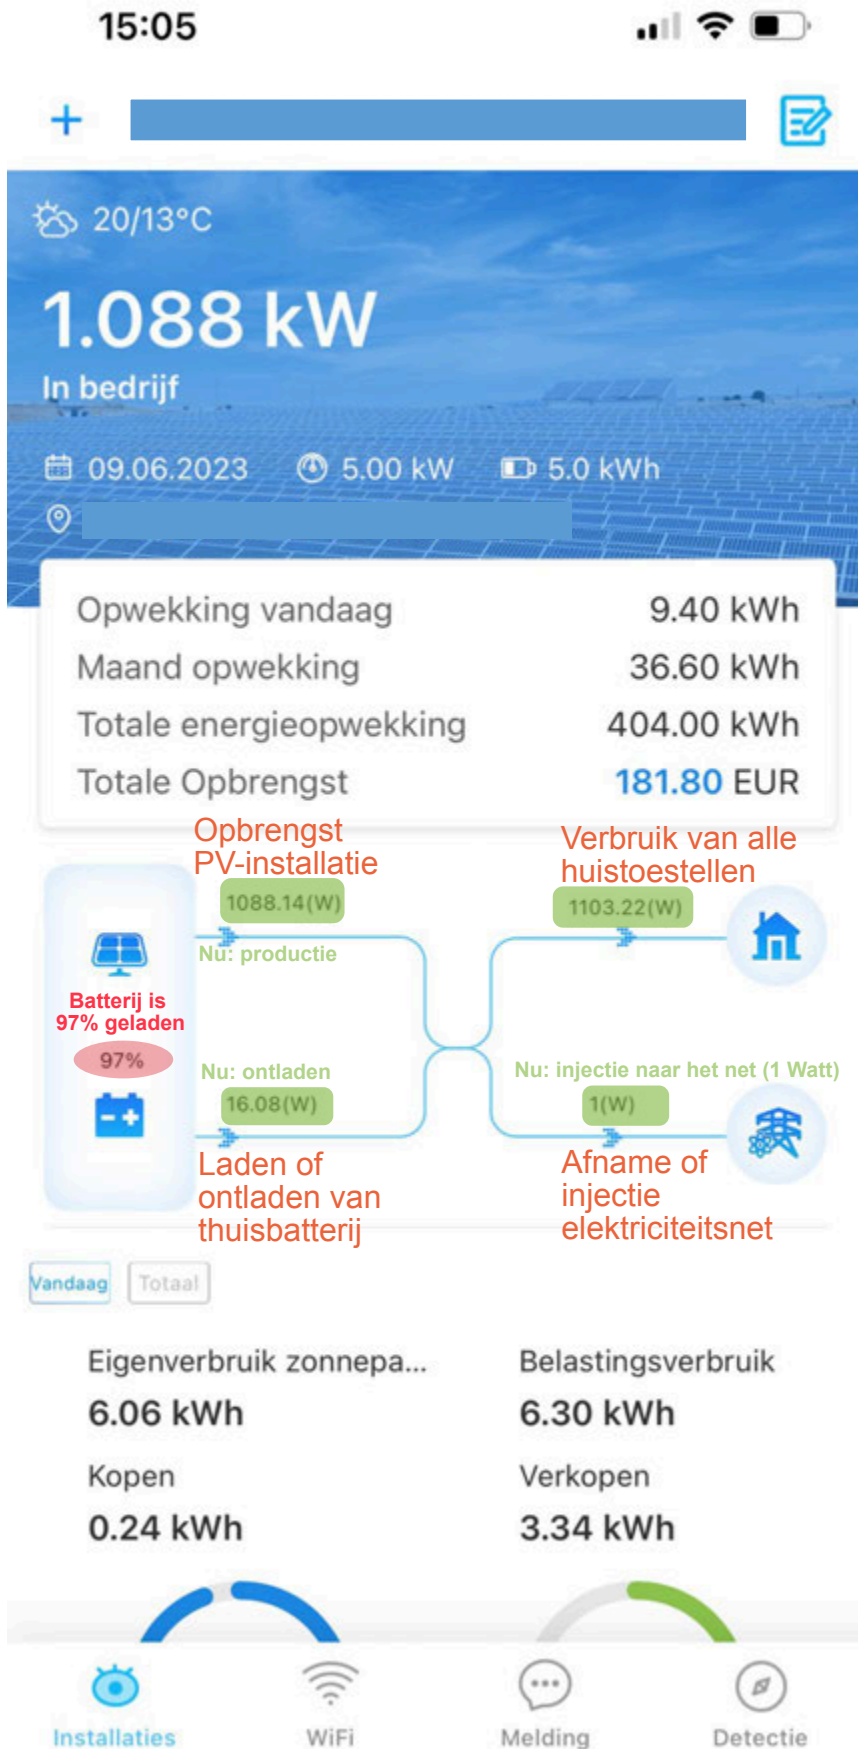 15:05
20/13°C
1.088 kW
In bedrijf
09.06.2023 5.00 kW 5.0 kWh
Opwekking vandaag 9.40 kWh
Maand opwekking 36.60 kWh
Totale energieopwekking 404.00 kWh
Totale Opbrengst 181.80 EUR
Opbrengst
PV-installatie
1088.14(W)
Nu: productie
Verbruik van alle
huistoestellen
1103.22(W)
Batterij is
97% geladen
97%
Nu: ontladen
16.08(W)
Laden of
ontladen van
thuisbatterij
Nu: injectie naar het net (1 Watt)
1(W)
Afname of
injectie
elektriciteitsnet
Vandaag Totaal
Eigenverbruik zonnepa... Belastingsverbruik
6.06 kWh 6.30 kWh
Kopen Verkopen
0.24 kWh 3.34 kWh
Installaties WiFi Melding Detectie